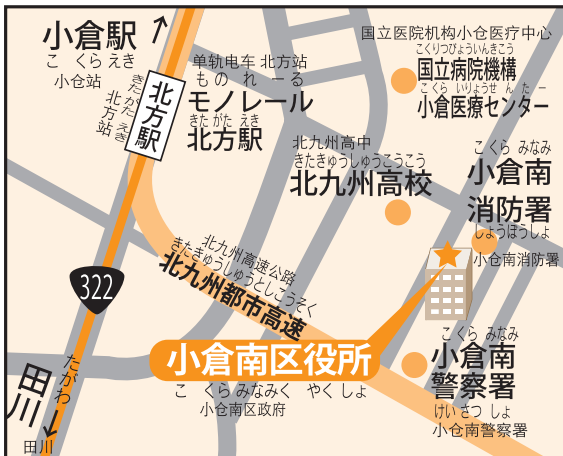 小倉駅
こ くら えき
小仓站
北方駅
きた がた えき
北方站
单轨电车 北方站
も の れ ー る
モノレール
きた がた えき
北方駅
国立医院机构小仓医疗中心
こくりつびょういんきこう
国立病院機構
こくら いりょう せ ん た ー
小倉医療センター
北九州高中
きたきゅうしゅうこうこう
北九州高校
こ くら みなみ
小倉南
消防署
しょうぼうしょ
小仓南消防署
北九州高速公路
きたきゅうしゅうとしこうそく
北九州都市高速
322
小倉南区役所
こ くら みなみく やく しょ
小仓南区政府
こ くら みなみ
小倉南
警察署
けい さつ しょ
小仓南警察署
たがわ
田川
田川